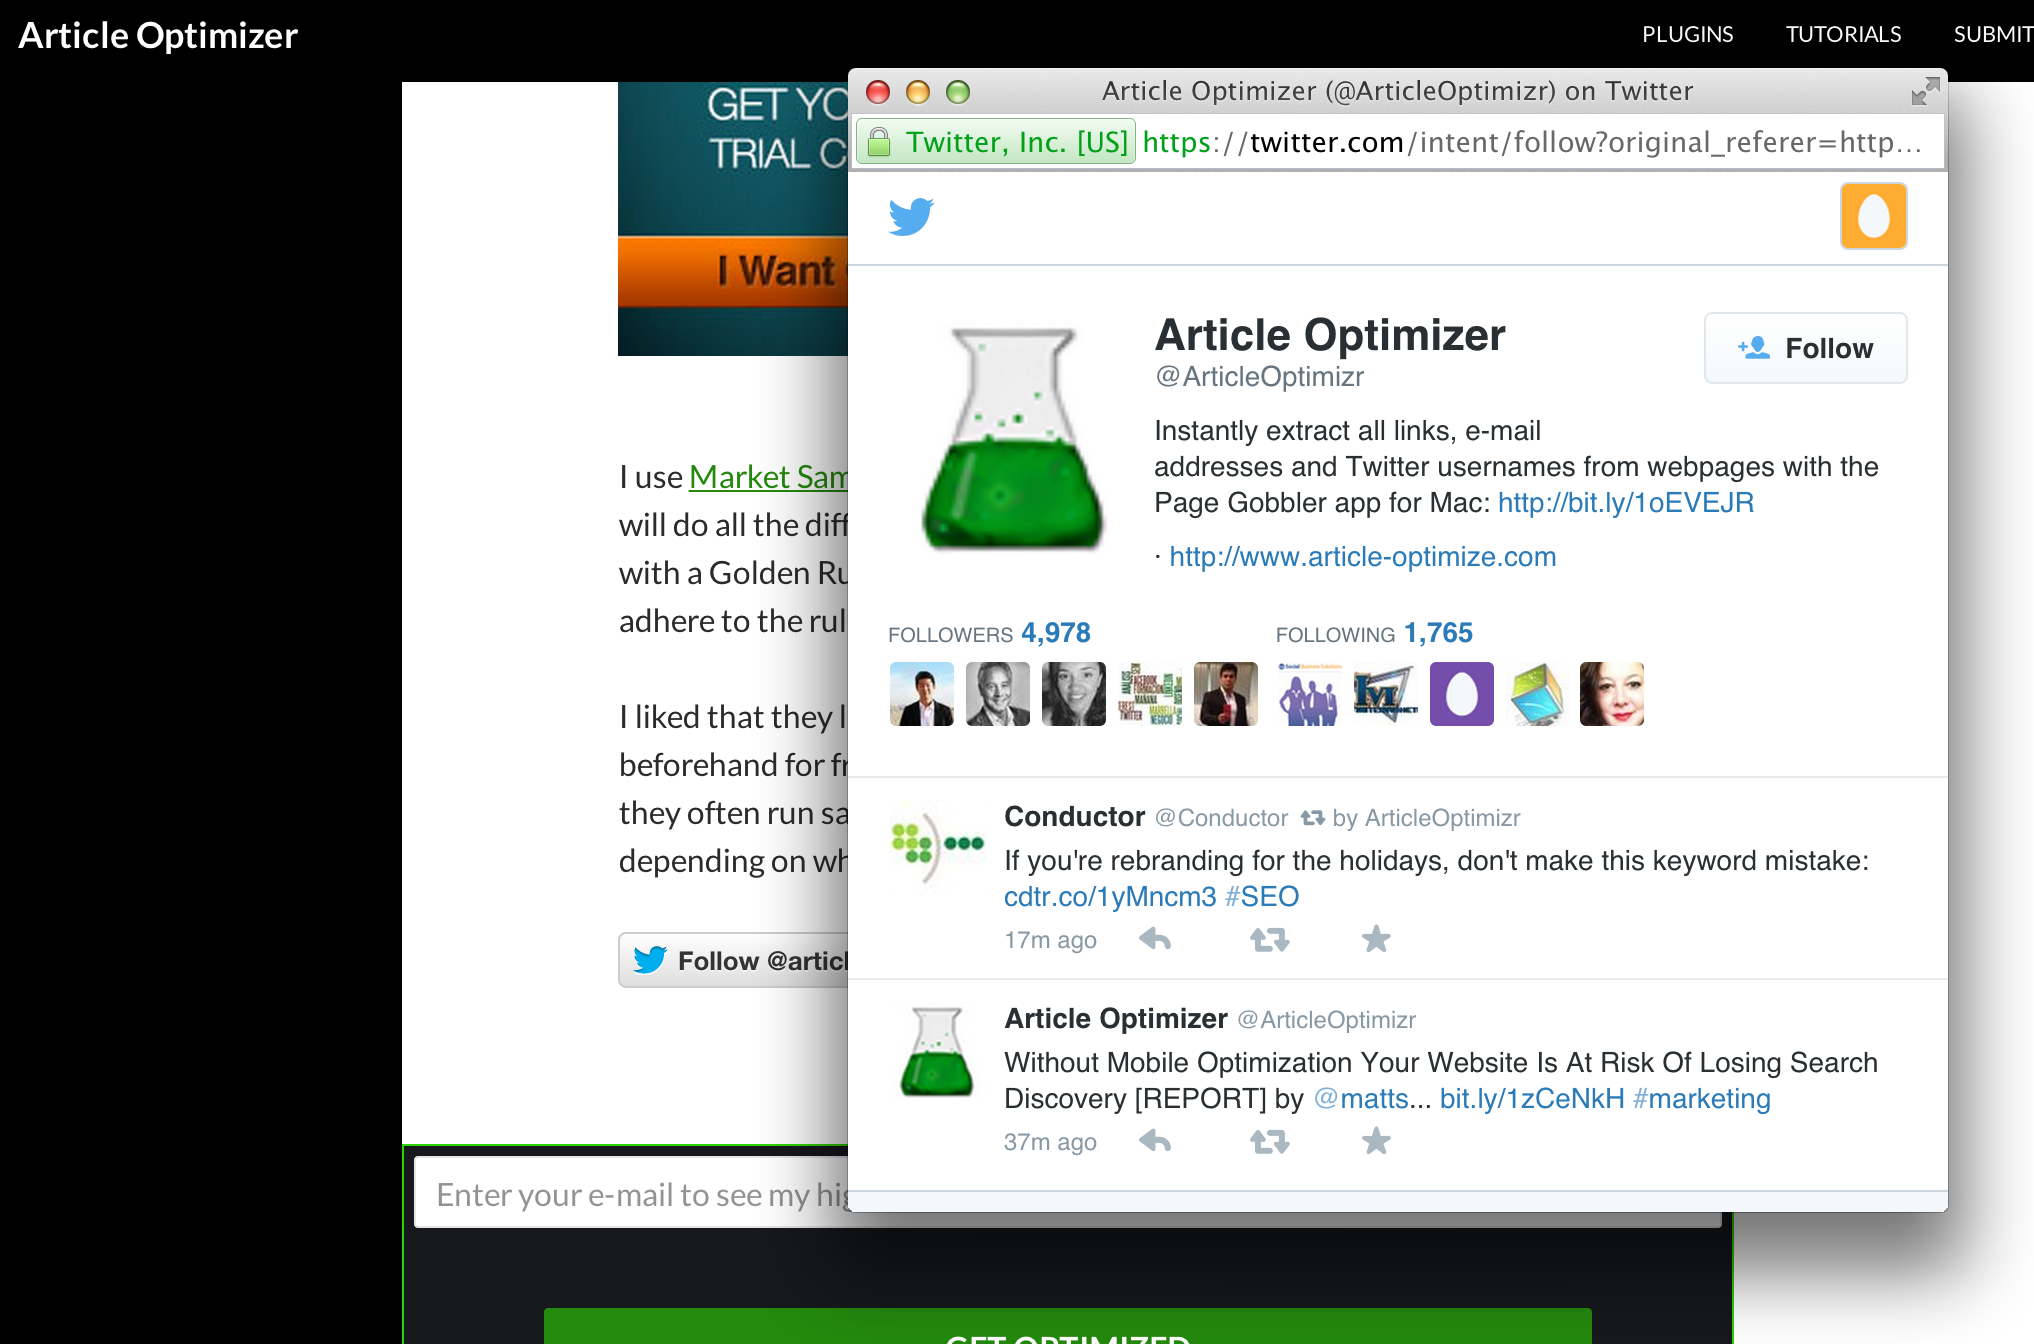 Article Optimizer
PLUGINS TUTORIALS SUBMIT
GET YO
TRIAL C
I Want
I use Market Sam
will do all the diff
with a Golden Ru
adhere to the rul
I liked that they l
beforehand for fr
they often run sa
depending on wh
Follow @articl
Enter your e-mail to see my hig
GET OPTIMIZED
Article Optimizer (@ArticleOptimizr) on Twitter
Twitter, Inc. [US] https://twitter.com/intent/follow?original_referer=http...
Article Optimizer
@ArticleOptimizr
Follow
Instantly extract all links, e-mail
addresses and Twitter usernames from webpages with the
Page Gobbler app for Mac: http://bit.ly/1oEVEJR
· http://www.article-optimize.com
FOLLOWERS 4,978 FOLLOWING 1,765
Conductor @Conductor by ArticleOptimizr
If you're rebranding for the holidays, don't make this keyword mistake:
cdtr.co/1yMncm3 #SEO
17m ago
Article Optimizer @ArticleOptimizr
Without Mobile Optimization Your Website Is At Risk Of Losing Search
Discovery [REPORT] by @matts... bit.ly/1zCeNkH #marketing
37m ago